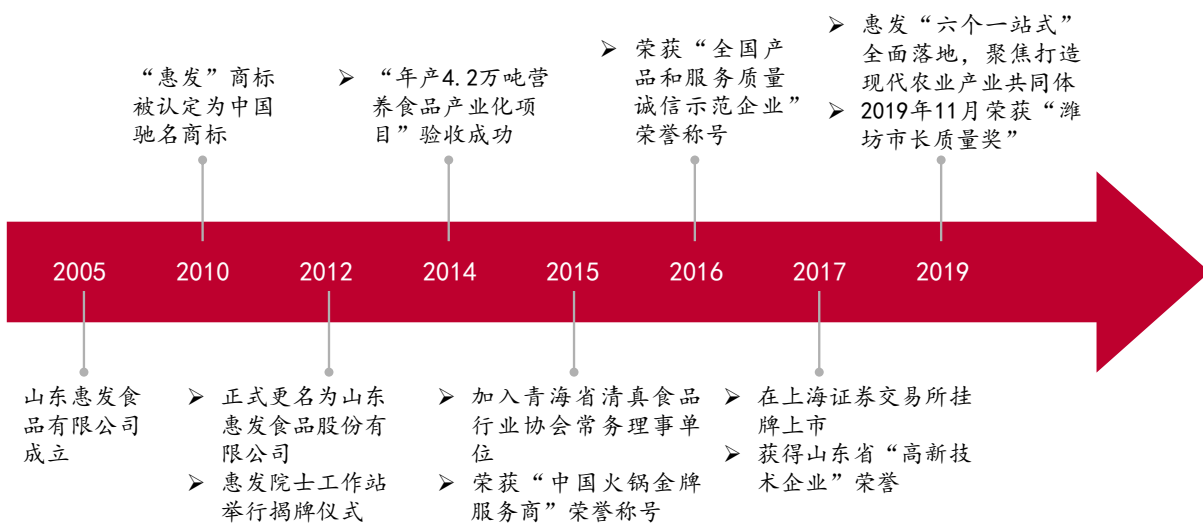 “惠发”商标
被认定为中国
驰名商标
➢ “年产4.2万吨营
养食品产业化项
目”验收成功
➢ 荣获“全国产
品和服务质量
诚信示范企业”
荣誉称号
➢ 惠发“六个一站式”
全面落地，聚焦打造
现代农业产业共同体
➢ 2019年11月荣获“潍
坊市长质量奖”
2005 2010 2012 2014 2015 2016 2017 2019
山东惠发食
品有限公司
成立
➢ 正式更名为山东
惠发食品股份有
限公司
➢ 惠发院士工作站
举行揭牌仪式
➢ 加入青海省清真食品
行业协会常务理事单
位
➢ 荣获“中国火锅金牌
服务商”荣誉称号
➢ 在上海证券交易所挂
牌上市
➢ 获得山东省“高新技
术企业”荣誉